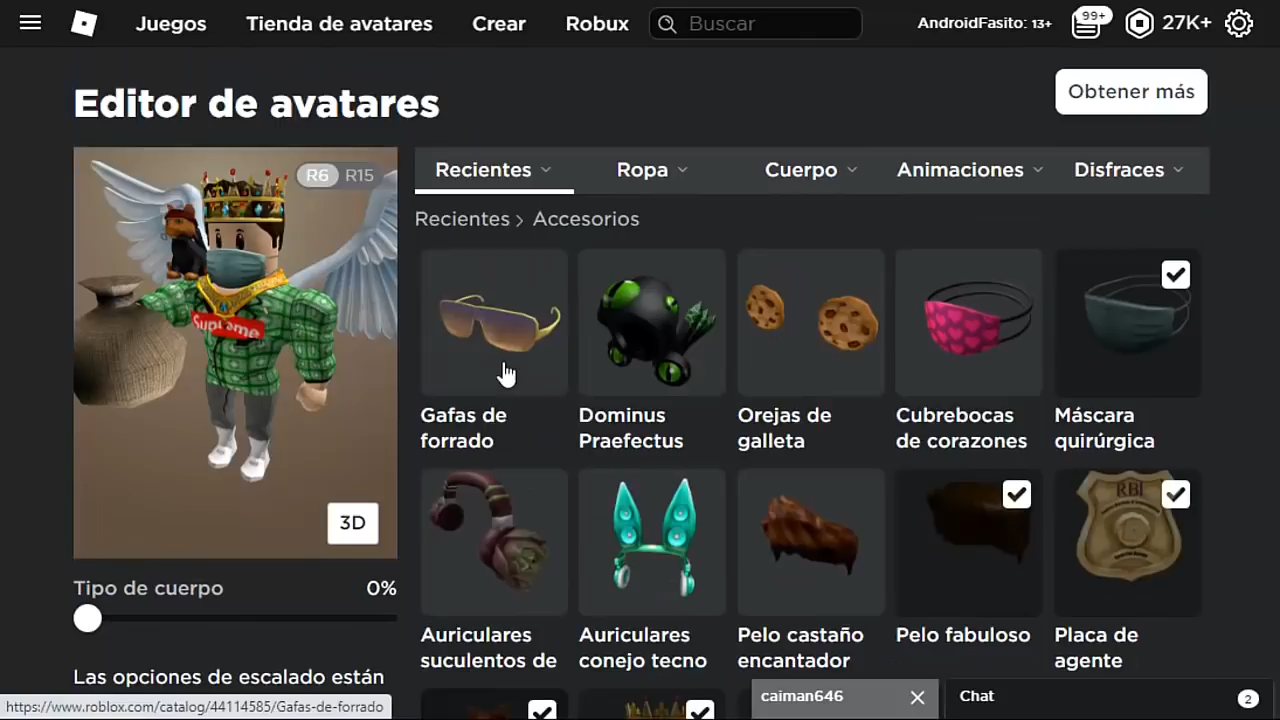 Juegos Tienda de avatares Crear Robux Buscar AndroidFasito: 13+ 99+ 27K+
Editor de avatares
Obtener más
R6 R15
Supreme
3D
Tipo de cuerpo 0%
Las opciones de escalado están
Recientes Ropa Cuerpo Animaciones Disfraces
Recientes > Accesorios
Gafas de
forrado
Dominus
Praefectus
Orejas de
galleta
Cubrebocas
de corazones
Máscara
quirúrgica
RBI
Auriculares
suculentos de
Auriculares
conejo tecno
Pelo castaño
encantador
Pelo fabuloso
Placa de
agente
https://www.roblox.com/catalog/44114585/Gafas-de-forrado
caiman646
Chat 2